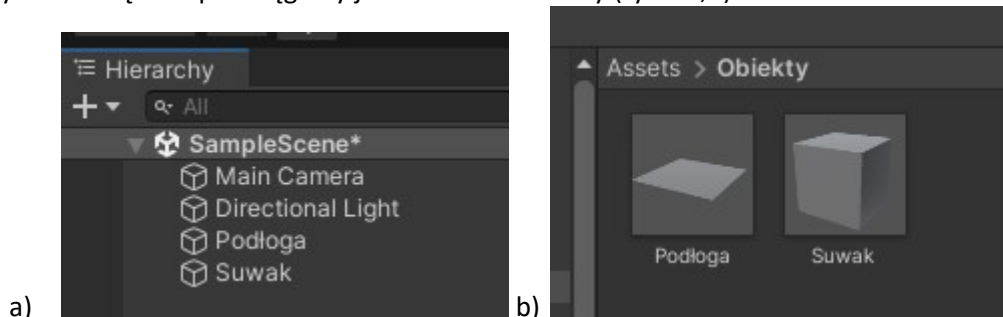 Hierarchy
All
SampleScene*
Main Camera
Directional Light
Podłoga
Suwak
a)
Assets > Obiekty
Podłoga
Suwak
b)